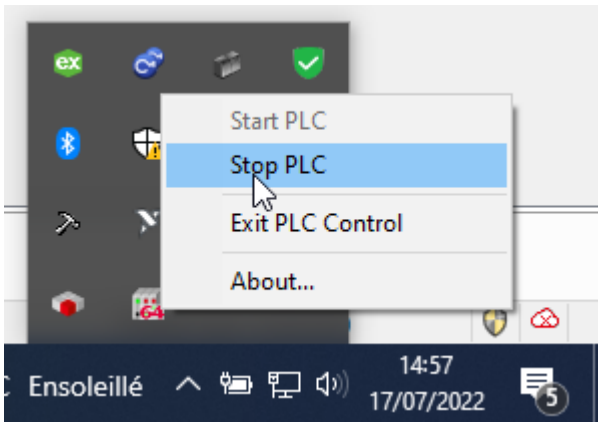 ex
Start PLC
Stop PLC
Exit PLC Control
About...
64
C Ensoleillé
14:57
17/07/2022
5